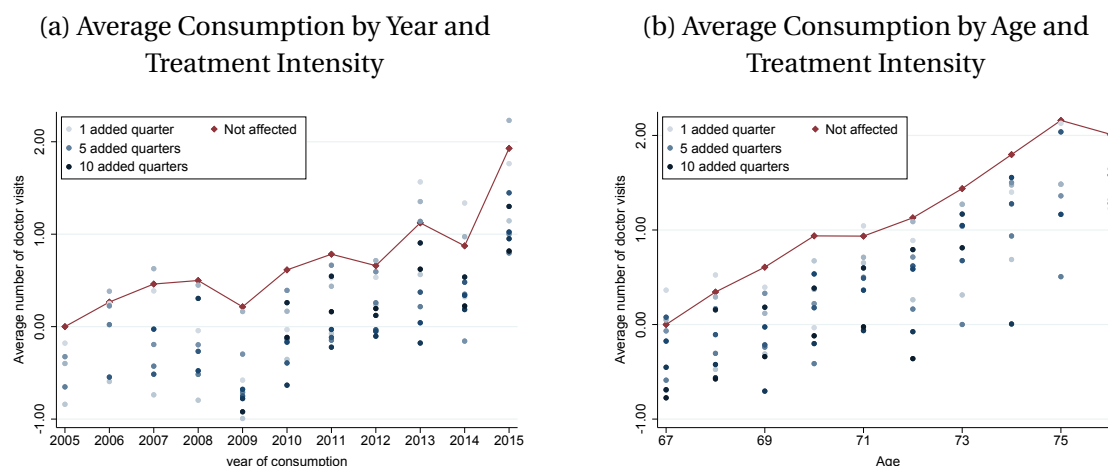 (a) Average Consumption by Year and
Treatment Intensity
1 added quarter
Not affected
5 added quarters
10 added quarters
Average number of doctor visits
2.00
1.00
0.00
-1.00
2005 2006 2007 2008 2009 2010 2011 2012 2013 2014 2015
year of consumption
(b) Average Consumption by Age and
Treatment Intensity
1 added quarter
Not affected
5 added quarters
10 added quarters
Average number of doctor visits
2.00
1.00
0.00
-1.00
67 69 71 73 75
Age